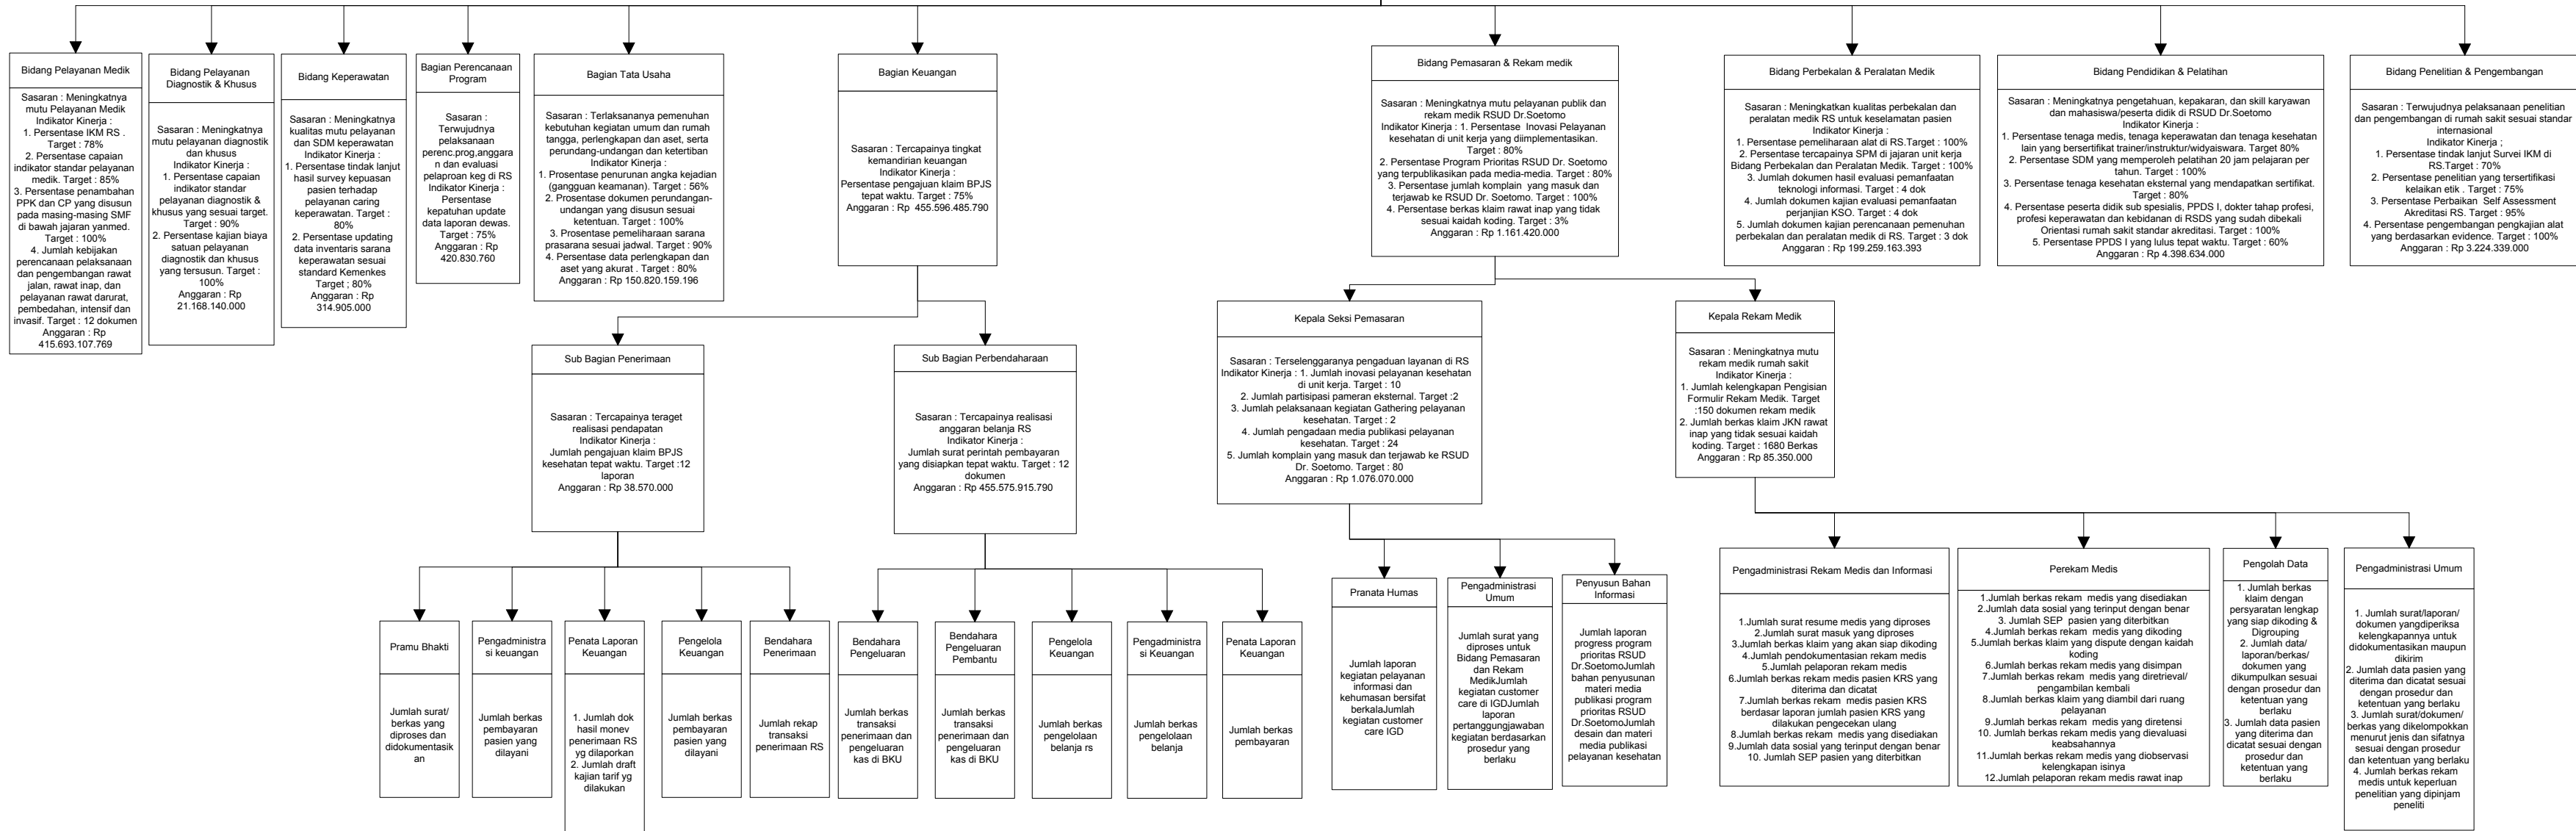 Bidang Pelayanan Medik
Sasaran : Meningkatnya
mutu Pelayanan Medik
Indikator Kinerja :
1. Persentase IKM RS .
Target : 78%
2. Persentase capaian
indikator standar pelayanan
medik. Target : 85%
3. Persentase penambahan
PPK dan CP yang disusun
pada masing-masing SMF
di bawah jajaran yanmed.
Target : 100%
4. Jumlah kebijakan
perencanaan pelaksanaan
dan pengembangan rawat
jalan, rawat inap, dan
pelayanan rawat darurat,
pembedahan, intensif dan
invasif. Target : 12 dokumen
Anggaran : Rp
415.693.107.769
Bidang Pelayanan
Diagnostik & Khusus
Sasaran : Meningkatnya
mutu pelayanan diagnostik
dan khusus
Indikator Kinerja :
1. Persentase capaian
indikator standar
pelayanan diagnostik &
khusus yang sesuai target.
Target : 90%
2. Persentase kajian biaya
satuan pelayanan
diagnostik dan khusus
yang tersusun. Target :
100%
Anggaran : Rp
21.168.140.000
Bidang Keperawatan
Sasaran : Meningkatnya
kualitas mutu pelayanan
dan SDM keperawatan
Indikator Kinerja :
1. Persentase tindak lanjut
hasil survey kepuasan
pasien terhadap
pelayanan caring
keperawatan. Target :
80%
2. Persentase updating
data inventaris sarana
keperawatan sesuai
standard Kemenkes
Target ; 80%
Anggaran : Rp
314.905.000
Bagian Perencanaan
Program
Sasaran :
Terwujudnya
pelaksanaan
perenc.prog,anggara
n dan evaluasi
pelaproan keg di RS
Indikator Kinerja :
Persentase
kepatuhan update
data laporan dewas.
Target : 75%
Anggaran : Rp
420.830.760
Bagian Tata Usaha
Sasaran : Terlaksananya pemenuhan
kebutuhan kegiatan umum dan rumah
tangga, perlengkapan dan aset, serta
perundang-undangan dan ketertiban
Indikator Kinerja :
1. Prosentase penurunan angka kejadian
(gangguan keamanan). Target : 56%
2. Prosentase dokumen perundangan-
undangan yang disusun sesuai
ketentuan. Target : 100%
3. Prosentase pemeliharaan sarana
prasarana sesuai jadwal. Target : 90%
4. Persentase data perlengkapan dan
aset yang akurat . Target : 80%
Anggaran : Rp 150.820.159.196
Bagian Keuangan
Sasaran : Tercapainya tingkat
kemandirian keuangan
Indikator Kinerja :
Persentase pengajuan klaim BPJS
tepat waktu. Target : 75%
Anggaran : Rp  455.596.485.790
Bidang Pemasaran & Rekam medik
Sasaran : Meningkatnya mutu pelayanan publik dan
rekam medik RSUD Dr.Soetomo
Indikator Kinerja : 1. Persentase  Inovasi Pelayanan
kesehatan di unit kerja yang diimplementasikan.
Target : 80%
2. Persentase Program Prioritas RSUD Dr. Soetomo
yang terpublikasikan pada media-media. Target : 80%
3. Persentase jumlah komplain  yang masuk dan
terjawab ke RSUD Dr. Soetomo. Target : 100%
4. Persentase berkas klaim rawat inap yang tidak
sesuai kaidah koding. Target : 3%
Anggaran : Rp 1.161.420.000
Bidang Perbekalan & Peralatan Medik
Sasaran : Meningkatkan kualitas perbekalan dan
peralatan medik RS untuk keselamatan pasien
Indikator Kinerja :
1. Persentase pemeliharaan alat di RS.Target : 100%
2. Persentase tercapainya SPM di jajaran unit kerja
Bidang Perbekalan dan Peralatan Medik. Target : 100%
3. Jumlah dokumen hasil evaluasi pemanfaatan
teknologi informasi. Target : 4 dok
4. Jumlah dokumen kajian evaluasi pemanfaatan
perjanjian KSO. Target : 4 dok
5. Jumlah dokumen kajian perencanaan pemenuhan
perbekalan dan peralatan medik di RS. Target : 3 dok
Anggaran : Rp 199.259.163.393
Bidang Pendidikan & Pelatihan
Sasaran : Meningkatnya pengetahuan, kepakaran, dan skill karyawan
dan mahasiswa/peserta didik di RSUD Dr.Soetomo
Indikator Kinerja :
1. Persentase tenaga medis, tenaga keperawatan dan tenaga kesehatan
lain yang bersertifikat trainer/instruktur/widyaiswara. Target 80%
2. Persentase SDM yang memperoleh pelatihan 20 jam pelajaran per
tahun. Target : 100%
3. Persentase tenaga kesehatan eksternal yang mendapatkan sertifikat.
Target : 80%
4. Persentase peserta didik sub spesialis, PPDS I, dokter tahap profesi,
profesi keperawatan dan kebidanan di RSDS yang sudah dibekali
Orientasi rumah sakit standar akreditasi. Target : 100%
5. Persentase PPDS I yang lulus tepat waktu. Target : 60%
Anggaran : Rp 4.398.634.000
Bidang Penelitian & Pengembangan
Sasaran : Terwujudnya pelaksanaan penelitian
dan pengembangan di rumah sakit sesuai standar
internasional
Indikator Kinerja ;
1. Persentase tindak lanjut Survei IKM di
RS.Target : 70%
2. Persentase penelitian yang tersertifikasi
kelaikan etik . Target : 75%
3. Persentase Perbaikan  Self Assessment
Akreditasi RS. Target : 95%
4. Persentase pengembangan pengkajian alat
yang berdasarkan evidence. Target : 100%
Anggaran : Rp 3.224.339.000
Sub Bagian Penerimaan
Sasaran : Tercapainya teraget
realisasi pendapatan
Indikator Kinerja :
Jumlah pengajuan klaim BPJS
kesehatan tepat waktu. Target :12
laporan
Anggaran : Rp 38.570.000
Sub Bagian Perbendaharaan
Sasaran : Tercapainya realisasi
anggaran belanja RS
Indikator Kinerja :
Jumlah surat perintah pembayaran
yang disiapkan tepat waktu. Target : 12
dokumen
Anggaran : Rp 455.575.915.790
Kepala Seksi Pemasaran
Sasaran : Terselenggaranya pengaduan layanan di RS
Indikator Kinerja : 1. Jumlah inovasi pelayanan kesehatan
di unit kerja. Target : 10
2. Jumlah partisipasi pameran eksternal. Target :2
3. Jumlah pelaksanaan kegiatan Gathering pelayanan
kesehatan. Target : 2
4. Jumlah pengadaan media publikasi pelayanan
kesehatan. Target : 24
5. Jumlah komplain yang masuk dan terjawab ke RSUD
Dr. Soetomo. Target : 80
Anggaran : Rp 1.076.070.000
Kepala Rekam Medik
Sasaran : Meningkatnya mutu
rekam medik rumah sakit
Indikator Kinerja :
1. Jumlah kelengkapan Pengisian
Formulir Rekam Medik. Target
:150 dokumen rekam medik
2. Jumlah berkas klaim JKN rawat
inap yang tidak sesuai kaidah
koding. Target : 1680 Berkas
Anggaran : Rp 85.350.000
Pramu Bhakti
Jumlah surat/
berkas yang
diproses dan
didokumentasik
an
Pengadministra
si keuangan
Jumlah berkas
pembayaran
pasien yang
dilayani
Penata Laporan
Keuangan
1. Jumlah dok
hasil monev
penerimaan RS
yg dilaporkan
2. Jumlah draft
kajian tarif yg
dilakukan
Pengelola
Keuangan
Jumlah berkas
pembayaran
pasien yang
dilayani
Bendahara
Penerimaan
Jumlah rekap
transaksi
penerimaan RS
Bendahara
Pengeluaran
Jumlah berkas
transaksi
penerimaan dan
pengeluaran
kas di BKU
Bendahara
Pengeluaran
Pembantu
Jumlah berkas
transaksi
penerimaan dan
pengeluaran
kas di BKU
Pengelola
Keuangan
Jumlah berkas
pengelolaan
belanja rs
Pengadministra
si Keuangan
Jumlah berkas
pengelolaan
belanja
Penata Laporan
Keuangan
Jumlah berkas
pembayaran
Pranata Humas
Jumlah laporan
kegiatan pelayanan
informasi dan
kehumasan bersifat
berkalaJumlah
kegiatan customer
care IGD
Pengadministrasi
Umum
Jumlah surat yang
diproses untuk
Bidang Pemasaran
dan Rekam
MedikJumlah
kegiatan customer
care di IGDJumlah
laporan
pertanggungjawaban
kegiatan berdasarkan
prosedur yang
berlaku
Penyusun Bahan
Informasi
Jumlah laporan
progress program
prioritas RSUD
Dr.SoetomoJumlah
bahan penyusunan
materi media
publikasi program
prioritas RSUD
Dr.SoetomoJumlah
desain dan materi
media publikasi
pelayanan kesehatan
Pengadministrasi Rekam Medis dan Informasi
1.Jumlah surat resume medis yang diproses
2.Jumlah surat masuk yang diproses
3.Jumlah berkas klaim yang akan siap dikoding
4.Jumlah pendokumentasian rekam medis
5.Jumlah pelaporan rekam medis
6.Jumlah berkas rekam medis pasien KRS yang
diterima dan dicatat
7.Jumlah berkas rekam  medis pasien KRS
berdasar laporan jumlah pasien KRS yang
dilakukan pengecekan ulang
8.Jumlah berkas rekam  medis yang disediakan
9.Jumlah data sosial yang terinput dengan benar
10. Jumlah SEP pasien yang diterbitkan
Perekam Medis
1.Jumlah berkas rekam  medis yang disediakan
2.Jumlah data sosial yang terinput dengan benar
3. Jumlah SEP  pasien yang diterbitkan
4.Jumlah berkas rekam  medis yang dikoding
5.Jumlah berkas klaim yang dispute dengan kaidah
koding
6.Jumlah berkas rekam medis yang disimpan
7.Jumlah berkas rekam  medis yang diretrieval/
pengambilan kembali
8.Jumlah berkas klaim yang diambil dari ruang
pelayanan
9.Jumlah berkas rekam  medis yang diretensi
10. Jumlah berkas rekam medis yang dievaluasi
keabsahannya
11.Jumlah berkas rekam medis yang diobservasi
kelengkapan isinya
12.Jumlah pelaporan rekam medis rawat inap
Pengolah Data
1. Jumlah berkas
klaim dengan
persyaratan lengkap
yang siap dikoding &
Digrouping
2. Jumlah data/
laporan/berkas/
dokumen yang
dikumpulkan sesuai
dengan prosedur dan
ketentuan yang
berlaku
3. Jumlah data pasien
yang diterima dan
dicatat sesuai dengan
prosedur dan
ketentuan yang
berlaku
Pengadministrasi Umum
1. Jumlah surat/laporan/
dokumen yangdiperiksa
kelengkapannya untuk
didokumentasikan maupun
dikirim
2. Jumlah data pasien yang
diterima dan dicatat sesuai
dengan prosedur dan
ketentuan yang berlaku
3. Jumlah surat/dokumen/
berkas yang dikelompokkan
menurut jenis dan sifatnya
sesuai dengan prosedur
dan ketentuan yang berlaku
4. Jumlah berkas rekam
medis untuk keperluan
penelitian yang dipinjam
peneliti